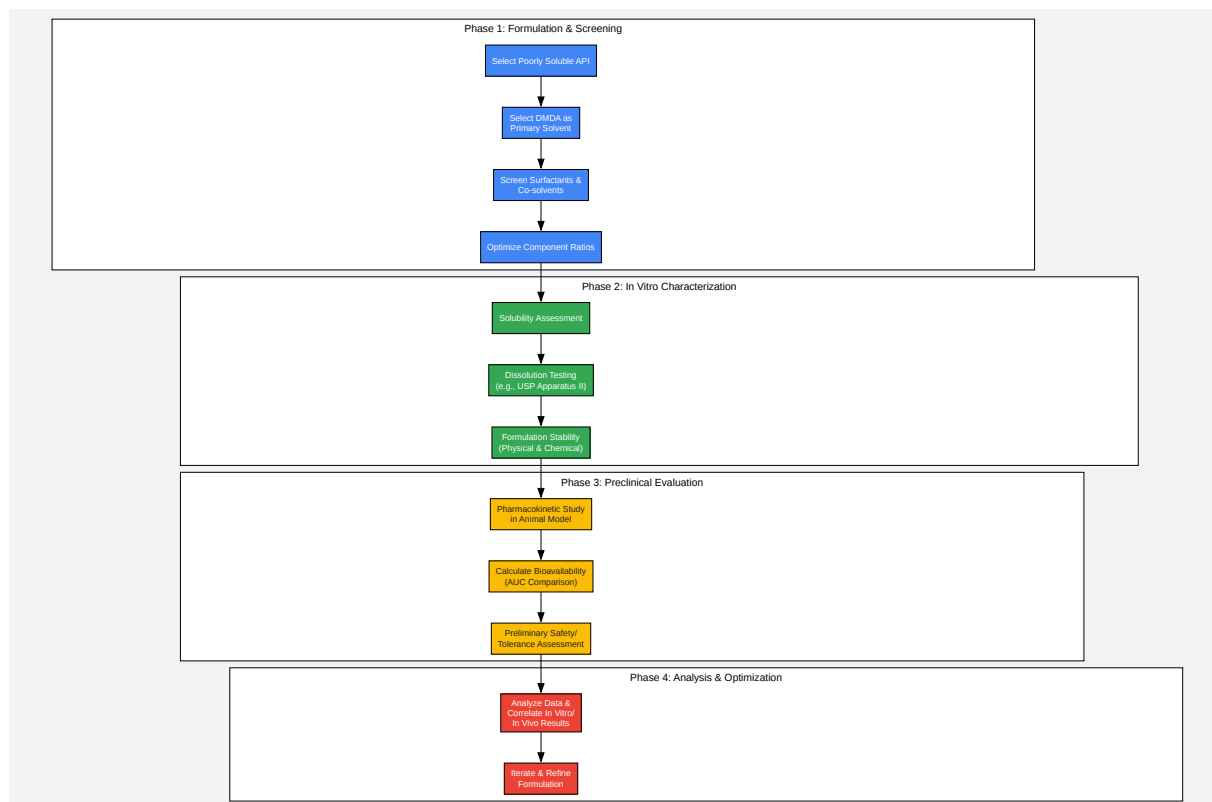 Phase 1: Formulation & Screening
Select Poorly Soluble API
Select DMDA as
Primary Solvent
Screen Surfactants &
Co-solvents
Optimize Component Ratios
Phase 2: In Vitro Characterization
Solubility Assessment
Dissolution Testing
(e.g., USP Apparatus II)
Formulation Stability
(Physical & Chemical)
Phase 3: Preclinical Evaluation
Pharmacokinetic Study
in Animal Model
Calculate Bioavailability
(AUC Comparison)
Preliminary Safety/
Tolerance Assessment
Phase 4: Analysis & Optimization
Analyze Data &
Correlate In Vitro/
In Vivo Results
Iterate & Refine
Formulation